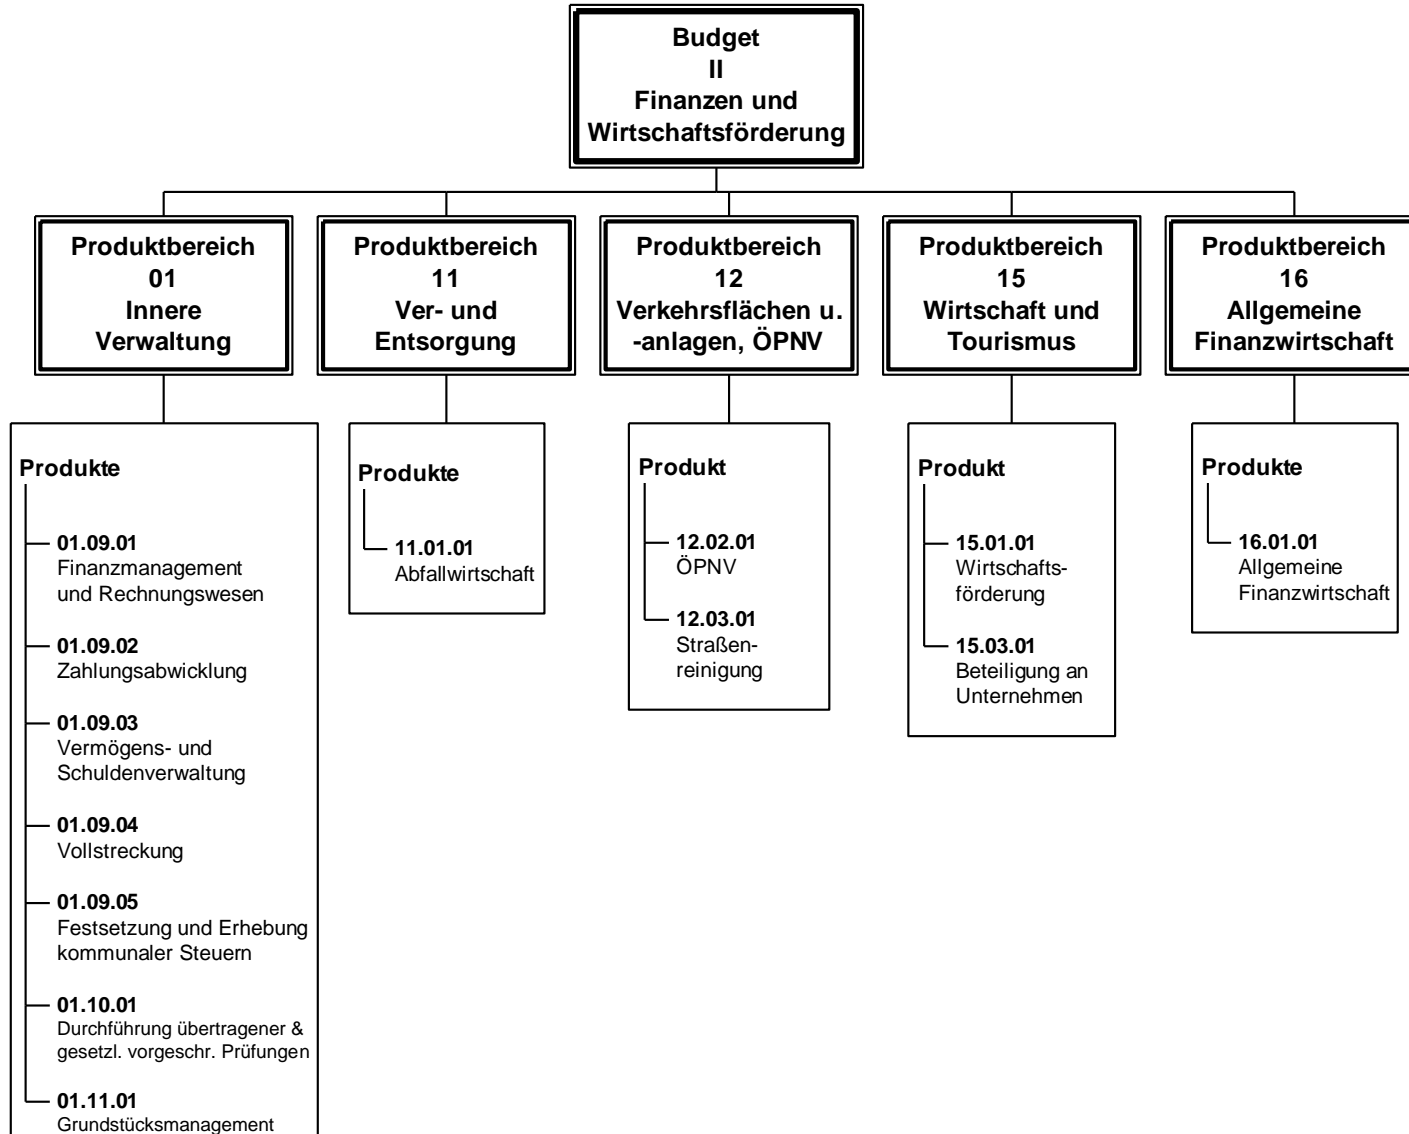 Budget
II
Finanzen und
Wirtschaftsförderung
Produktbereich
01
Innere
Verwaltung
Produktbereich
11
Ver- und
Entsorgung
Produktbereich
12
Verkehrsflächen u.
-anlagen, ÖPNV
Produktbereich
15
Wirtschaft und
Tourismus
Produktbereich
16
Allgemeine
Finanzwirtschaft
Produkte
01.09.01
Finanzmanagement
und Rechnungswesen
01.09.02
Zahlungsabwicklung
01.09.03
Vermögens- und
Schuldenverwaltung
01.09.04
Vollstreckung
01.09.05
Festsetzung und Erhebung
kommunaler Steuern
01.10.01
Durchführung übertragener &
gesetzl. vorgeschr. Prüfungen
01.11.01
Grundstücksmanagement
Produkte
11.01.01
Abfallwirtschaft
Produkt
12.02.01
ÖPNV
12.03.01
Straßen-
reinigung
Produkt
15.01.01
Wirtschafts-
förderung
15.03.01
Beteiligung an
Unternehmen
Produkte
16.01.01
Allgemeine
Finanzwirtschaft